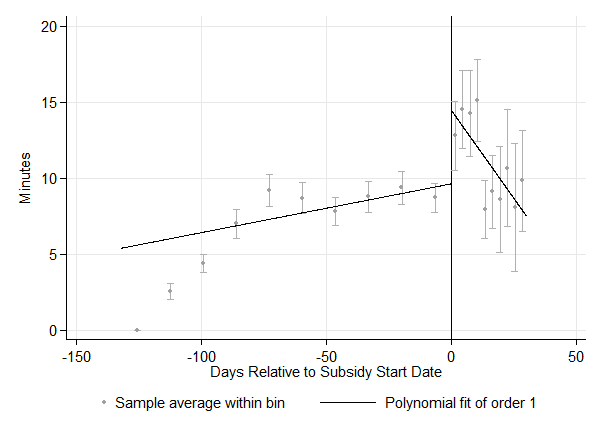 20
15
10
5
0
Minutes
-150
-100
-50
0
50
Days Relative to Subsidy Start Date
Sample average within bin
Polynomial fit of order 1